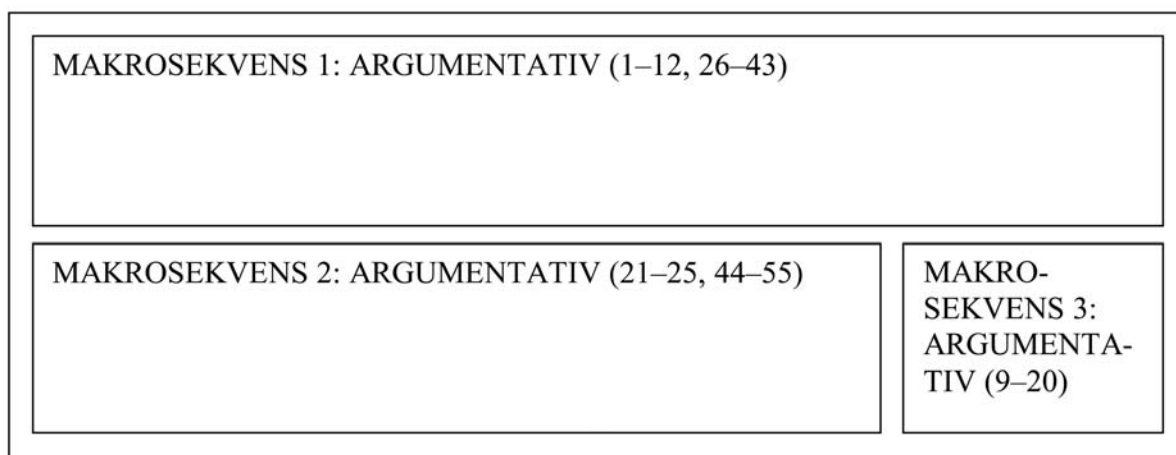 MAKROSEKVENS 1: ARGUMENTATIV (1–12, 26–43)
MAKROSEKVENS 2: ARGUMENTATIV (21–25, 44–55)
MAKRO-
SEKVENS 3:
ARGUMENTA-
TIV (9–20)